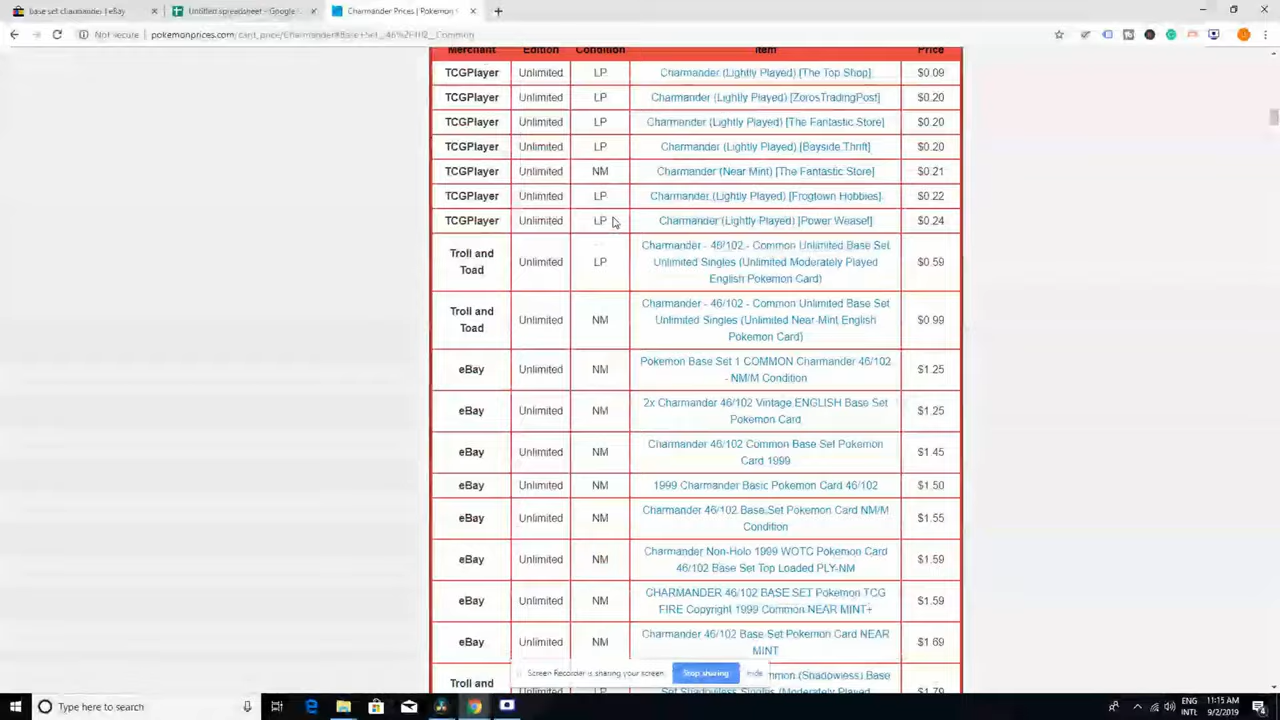 base set charmander | eBay
Untitled spreadsheet - Google
Charmander Prices | Pokemon
Not secure | pokemonprices.com/card_price/Charmander#Base+Set
Merchant Edition Condition Item Price
TCGPlayer Unlimited LP Charmander (Lightly Played) [The Top Shop] $0.09
TCGPlayer Unlimited LP Charmander (Lightly Played) [ZorosTradingPost] $0.20
TCGPlayer Unlimited LP Charmander (Lightly Played) [The Fantastic Store] $0.20
TCGPlayer Unlimited LP Charmander (Lightly Played) [Bayside Thrift] $0.20
TCGPlayer Unlimited NM Charmander (Near Mint) [The Fantastic Store] $0.21
TCGPlayer Unlimited LP Charmander (Lightly Played) [Frogtown Hobbies] $0.22
TCGPlayer Unlimited LP Charmander (Lightly Played) [Power Weasel] $0.24
Charmander - 46/102 - Common Unlimited Base Set
Troll and
Unlimited LP Unlimited Singles (Unlimited Moderately Played $0.59
Toad
English Pokemon Card)
Charmander - 46/102 - Common Unlimited Base Set
Troll and
Unlimited NM Unlimited Singles (Unlimited Near-Mint English $0.99
Toad
Pokemon Card)
Pokemon Base Set 1 COMMON Charmander 46/102
eBay Unlimited NM $1.25
- NM/M Condition
2x Charmander 46/102 Vintage ENGLISH Base Set
eBay Unlimited NM $1.25
Pokemon Card
Charmander 46/102 Common Base Set Pokemon
eBay Unlimited NM $1.45
Card 1999
eBay Unlimited NM 1999 Charmander Basic Pokemon Card 46/102 $1.50
Charmander 46/102 Base Set Pokemon Card NM/M
eBay Unlimited NM $1.55
Condition
Charmander Non-Holo 1999 WOTC Pokemon Card
eBay Unlimited NM $1.59
46/102 Base Set Top Loaded PLY-NM
CHARMANDER 46/102 BASE SET Pokemon TCG
eBay Unlimited NM $1.59
FIRE Copyright 1999 Common NEAR MINT+
Charmander 46/102 Base Set Pokemon Card NEAR
eBay Unlimited NM $1.69
MINT
Screen Recorder is sharing your screen. Stop sharing Hide
Troll and
(Shadowless) Base
LP Set Shadowless Singles (Moderately Played $1.79
Type here to search
ENG 11:15 AM
INTL 9/2/2019